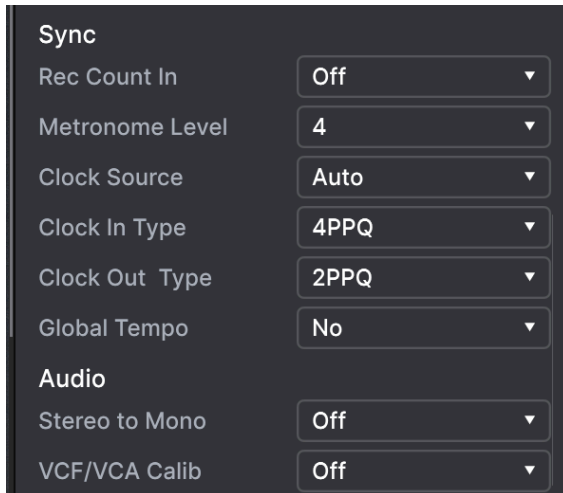 Sync
Rec Count In Off
Metronome Level 4
Clock Source Auto
Clock In Type 4PPQ
Clock Out  Type 2PPQ
Global Tempo No
Audio
Stereo to Mono Off
VCF/VCA Calib Off